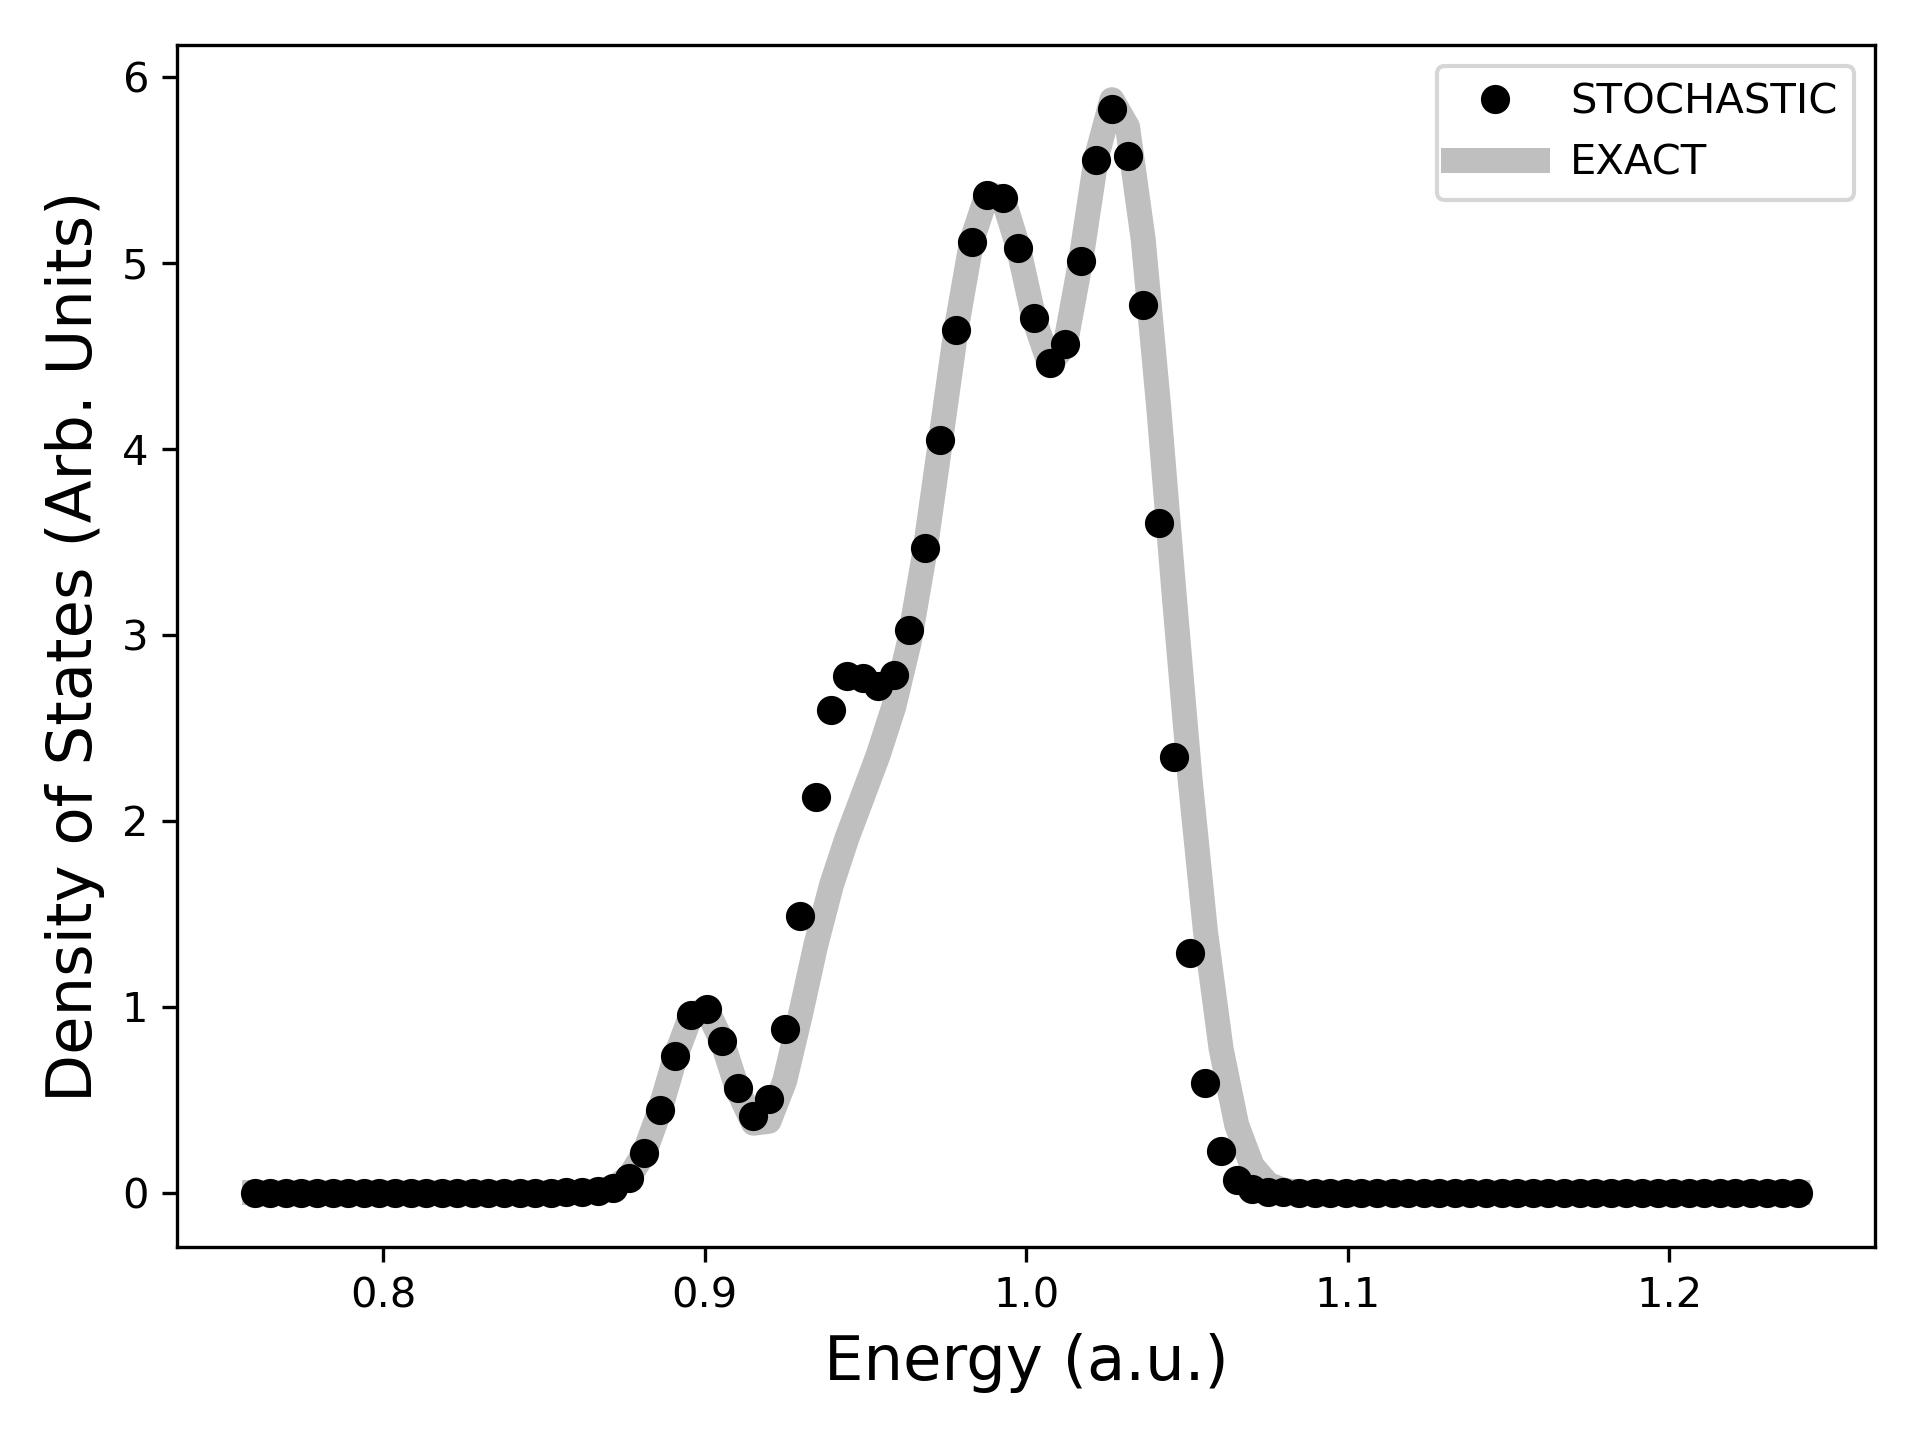 STOCHASTIC
EXACT
Density of States (Arb. Units)
6
5
4
3
2
1
0
0.8 0.9 1.0 1.1 1.2
Energy (a.u.)